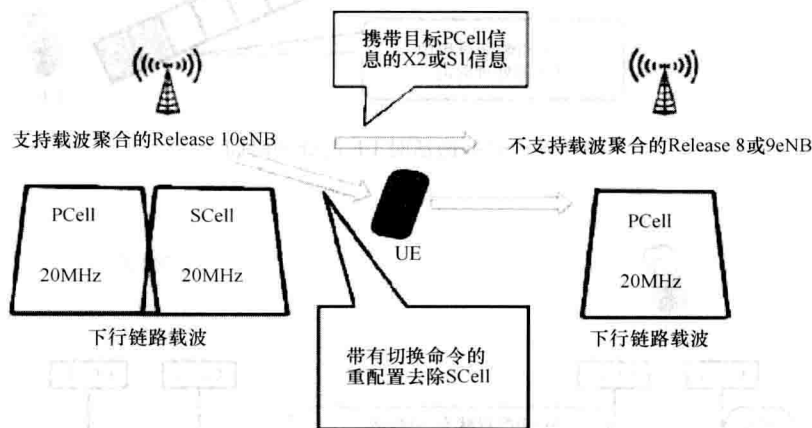 携带目标PCell信
息的X2或S1信息
支持载波聚合的Release 10eNB
不支持载波聚合的Release 8或9eNB
PCell
SCell
20MHz
20MHz
下行链路载波
UE
PCell
20MHz
下行链路载波
带有切换命令的
重配置去除SCell